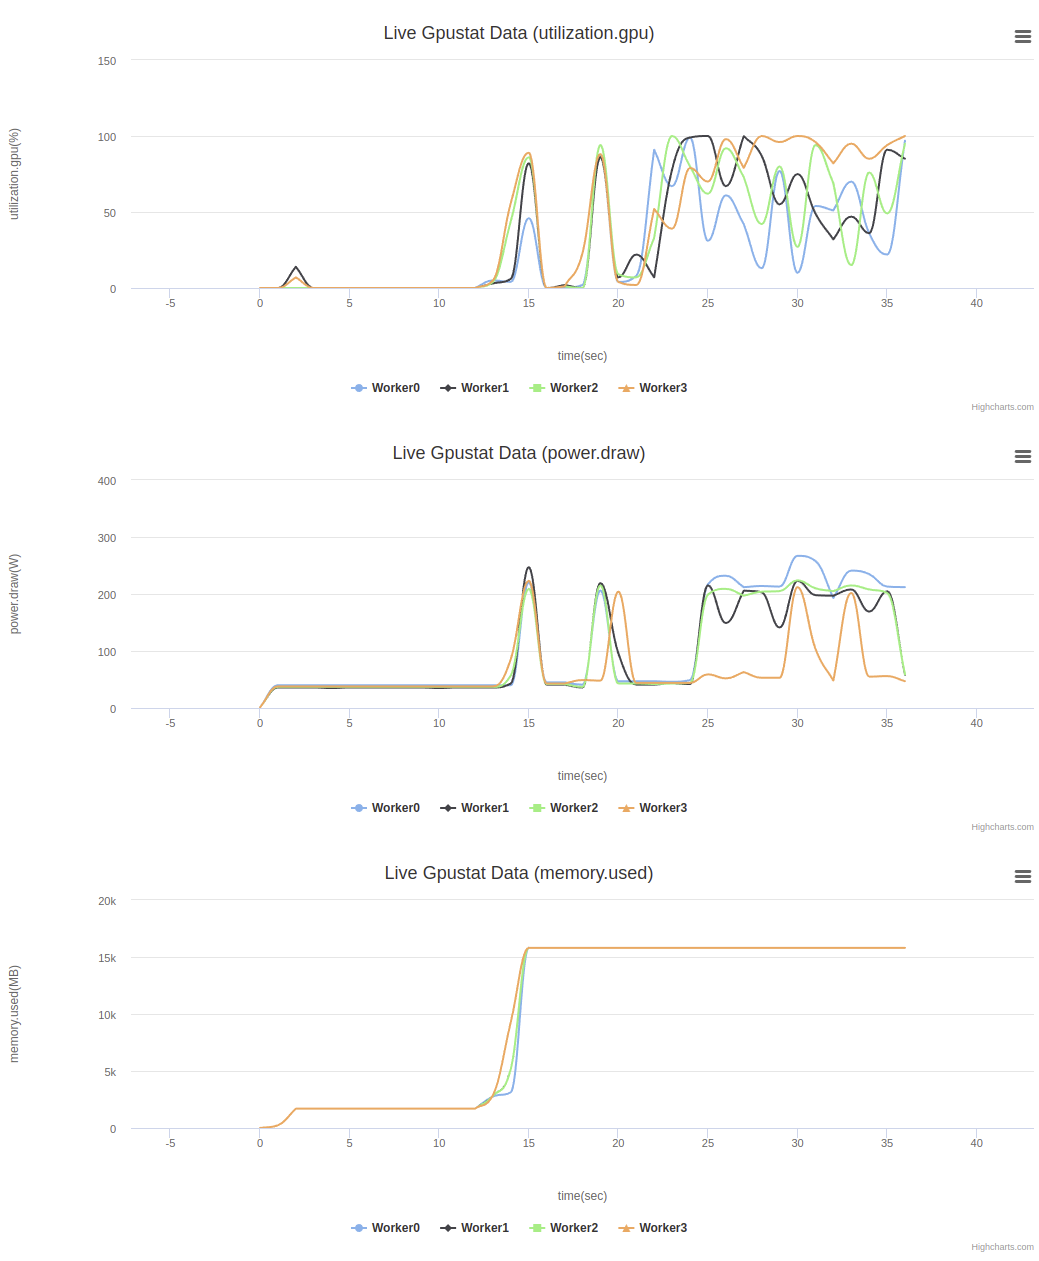 Live Gpustat Data (utilization.gpu)
utilization.gpu(%)
150
100
50
0
-5 0 5 10 15 20 25 30 35 40
time(sec)
Worker0 Worker1 Worker2 Worker3
Highcharts.com
Live Gpustat Data (power.draw)
power.draw(W)
400
300
200
100
0
-5 0 5 10 15 20 25 30 35 40
time(sec)
Worker0 Worker1 Worker2 Worker3
Highcharts.com
Live Gpustat Data (memory.used)
memory.used(MB)
20k
15k
10k
5k
0
-5 0 5 10 15 20 25 30 35 40
time(sec)
Worker0 Worker1 Worker2 Worker3
Highcharts.com